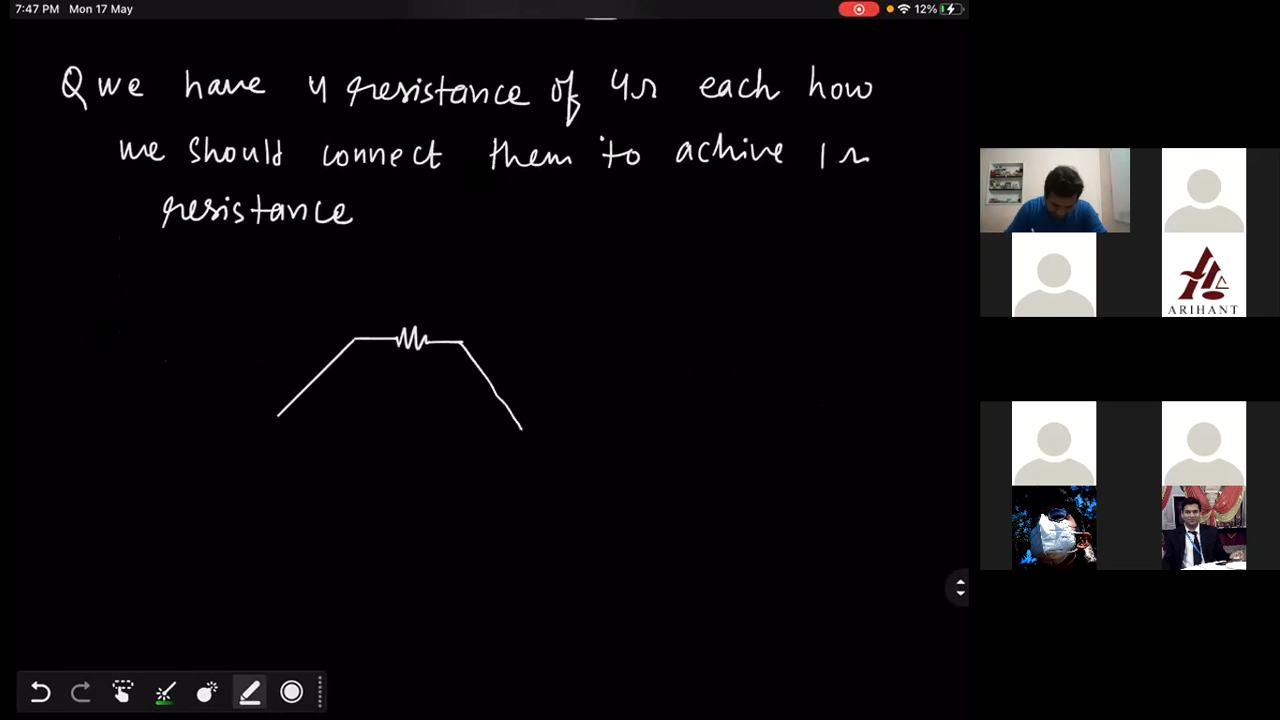 7:47 PM Mon 17 May
12%
Q we have 4 resistance of 4Ω each how
we should connect them to achive 1Ω
resistance
ARIHANT